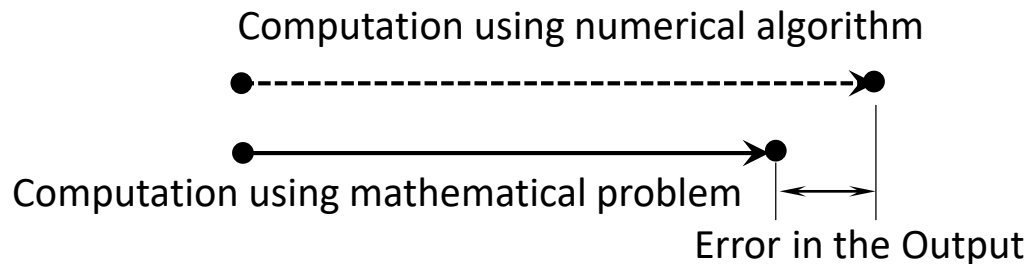 Computation using numerical algorithm
Computation using mathematical problem
Error in the Output